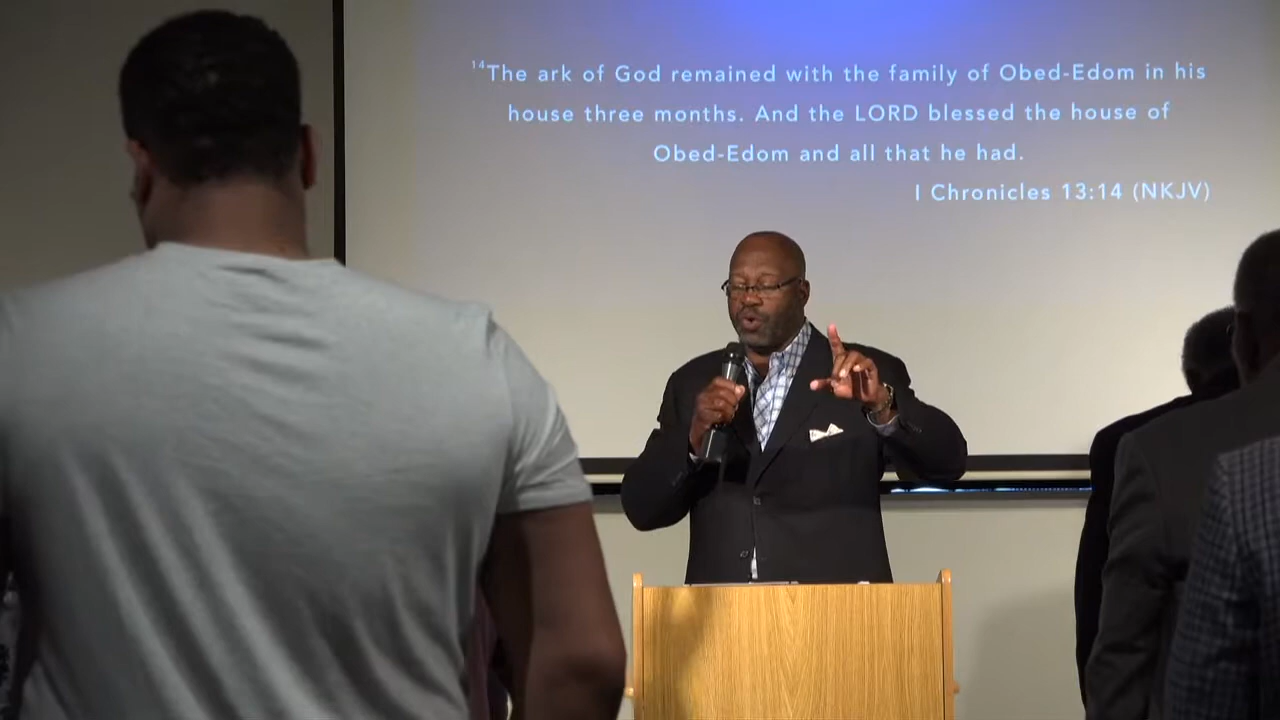 14The ark of God remained with the family of Obed-Edom in his
house three months. And the LORD blessed the house of
Obed-Edom and all that he had.
I Chronicles 13:14 (NKJV)